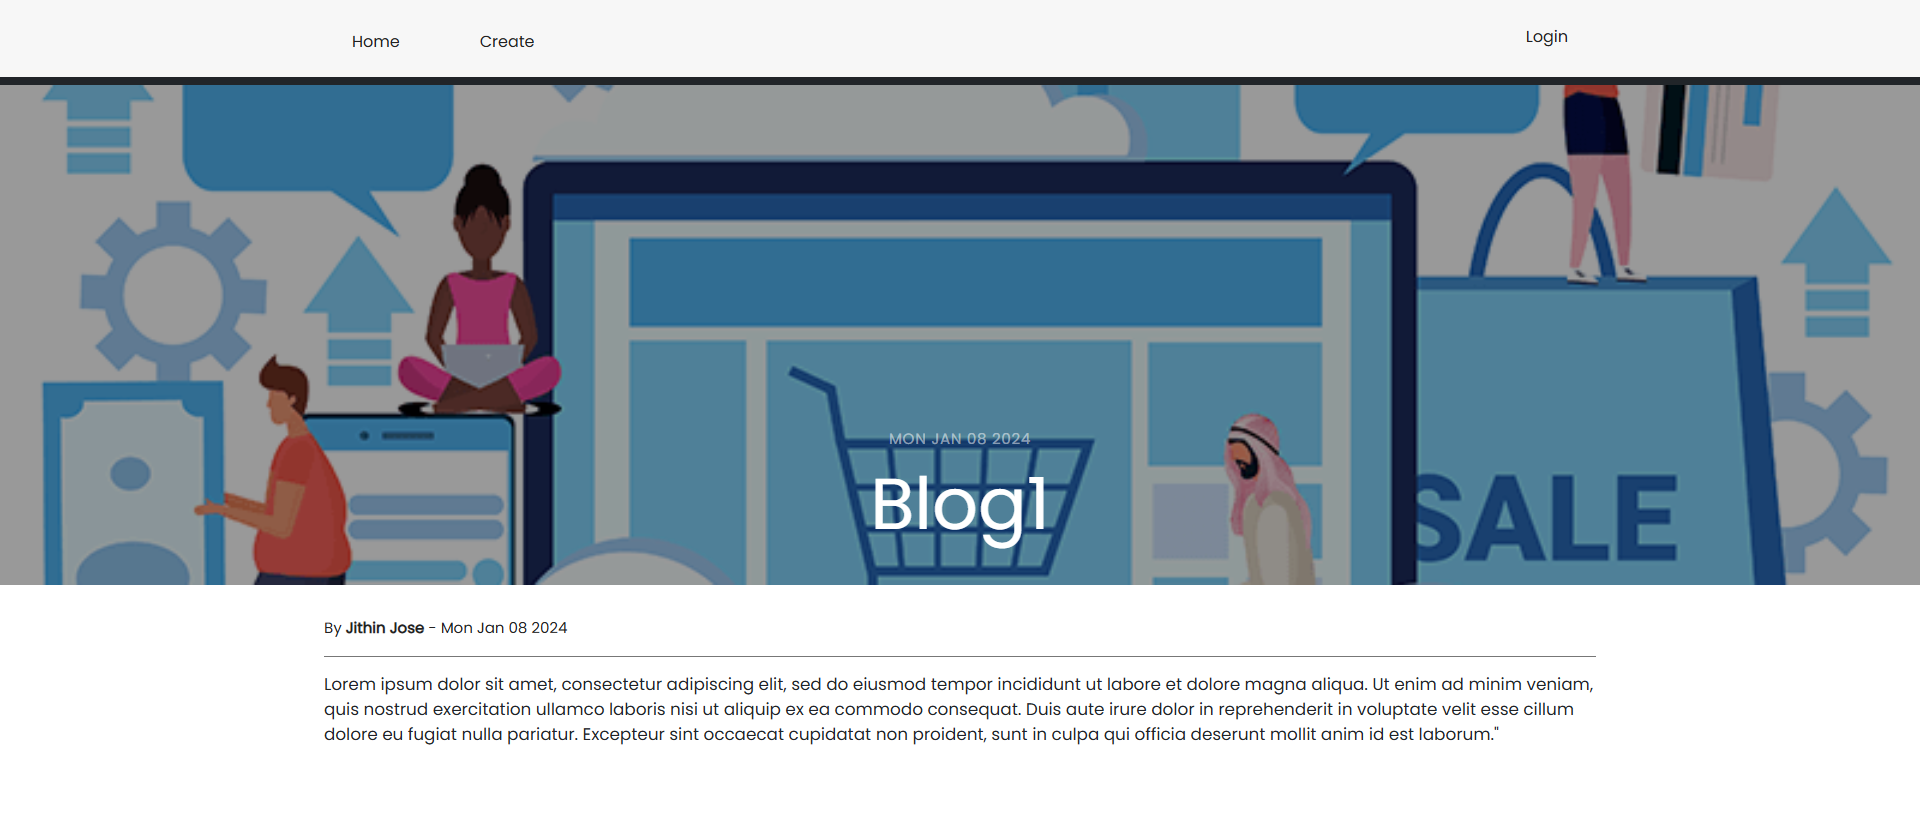 Home Create Login
MON JAN 08 2024
Blog1
SALE
By Jithin Jose - Mon Jan 08 2024
Lorem ipsum dolor sit amet, consectetur adipiscing elit, sed do eiusmod tempor incididunt ut labore et dolore magna aliqua. Ut enim ad minim veniam,
quis nostrud exercitation ullamco laboris nisi ut aliquip ex ea commodo consequat. Duis aute irure dolor in reprehenderit in voluptate velit esse cillum
dolore eu fugiat nulla pariatur. Excepteur sint occaecat cupidatat non proident, sunt in culpa qui officia deserunt mollit anim id est laborum."